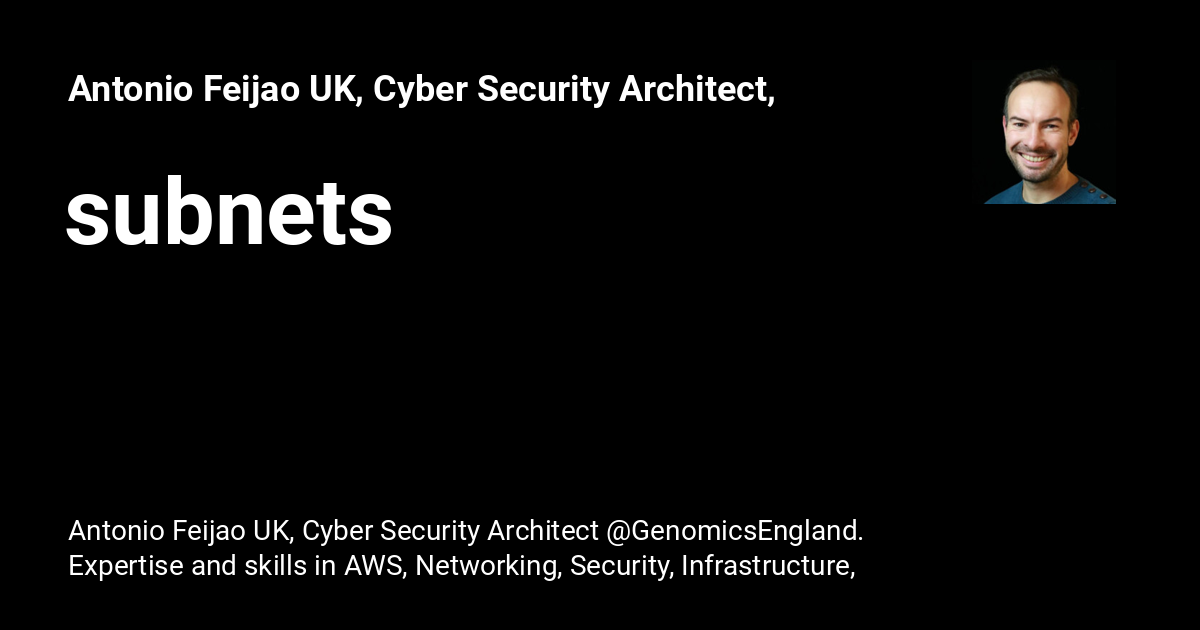 Antonio Feijao UK, Cyber Security Architect,
subnets
Antonio Feijao UK, Cyber Security Architect @GenomicsEngland.
Expertise and skills in AWS, Networking, Security, Infrastructure,